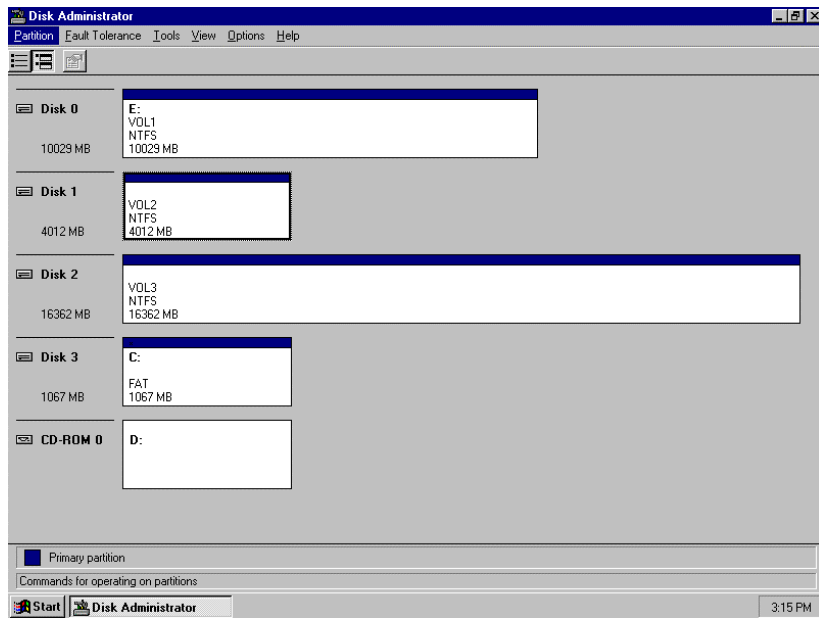 Disk Administrator
Partition Fault Tolerance Tools View Options Help
Disk 0
10029 MB
E:
VOL1
NTFS
10029 MB
Disk 1
4012 MB
VOL2
NTFS
4012 MB
Disk 2
16362 MB
VOL3
NTFS
16362 MB
Disk 3
1067 MB
C:
FAT
1067 MB
CD-ROM 0
D:
Primary partition
Commands for operating on partitions
Start Disk Administrator 3:15 PM